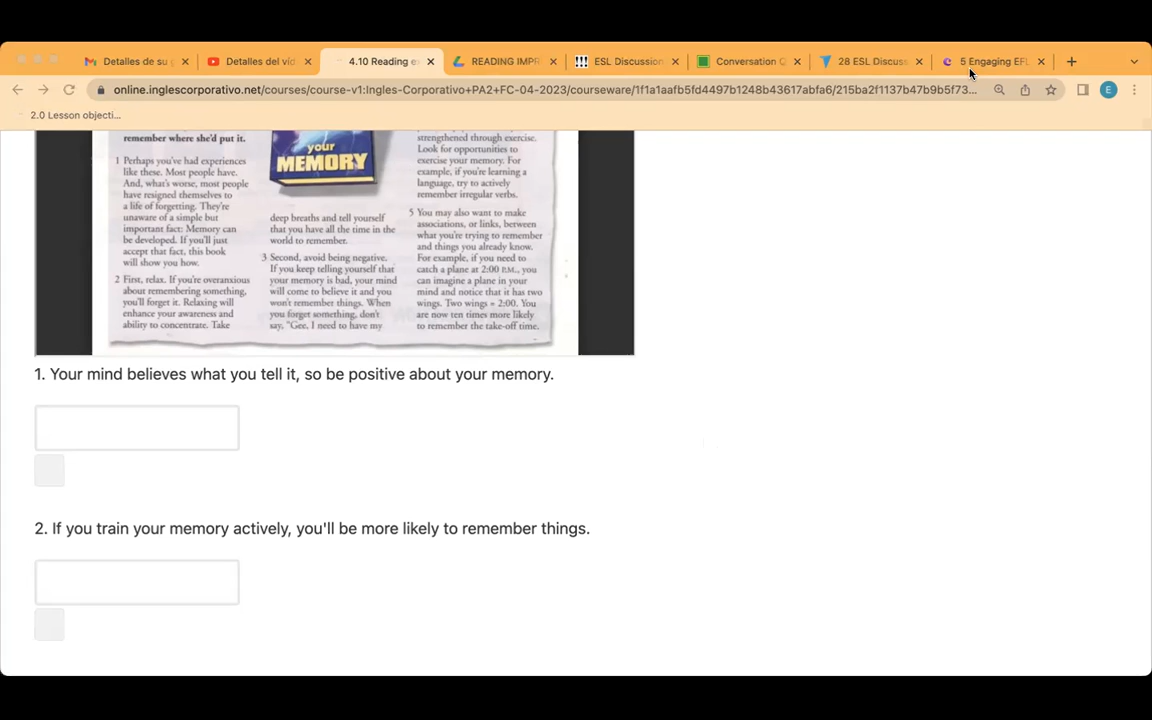 Detalles de su g
Detalles del víd
4.10 Reading e
READING IMPR
ESL Discussion
Conversation Q
28 ESL Discuss
5 Engaging EFL
online.inglescorporativo.net/courses/course-v1:Ingles-Corporativo+PA2+FC-04-2023/courseware/1f1a1aafb5fd4497b1248b43617abfa6/215ba2f1137b47b9b5f73...
E
2.0 Lesson objecti...
remember where she'd put it.
1 Perhaps you've had experiences
like these. Most people have.
And, what's worse, most people
have resigned themselves to
a life of forgetting. They're
unaware of a simple but
important fact: Memory can
be developed. If you'll just
accept that fact, this book
will show you how.
2 First, relax. If you're overanxious
about remembering something,
you'll forget it. Relaxing will
enhance your awareness and
ability to concentrate. Take
your
MEMORY
deep breaths and tell yourself
that you have all the time in the
world to remember.
3 Second, avoid being negative.
If you keep telling yourself that
your memory is bad, your mind
will come to believe it and you
won't remember things. When
you forget something, don't
say, "Gee, I need to have my
strengthened through exercise.
Look for opportunities to
exercise your memory. For
example, if you're learning a
language, try to actively
remember irregular verbs.
5 You may also want to make
associations, or links, between
what you're trying to remember
and things you already know.
For example, if you need to
catch a plane at 2:00 P.M., you
can imagine a plane in your
mind and notice that it has two
wings. Two wings = 2:00. You
are now ten times more likely
to remember the take-off time.
1. Your mind believes what you tell it, so be positive about your memory.
2. If you train your memory actively, you'll be more likely to remember things.